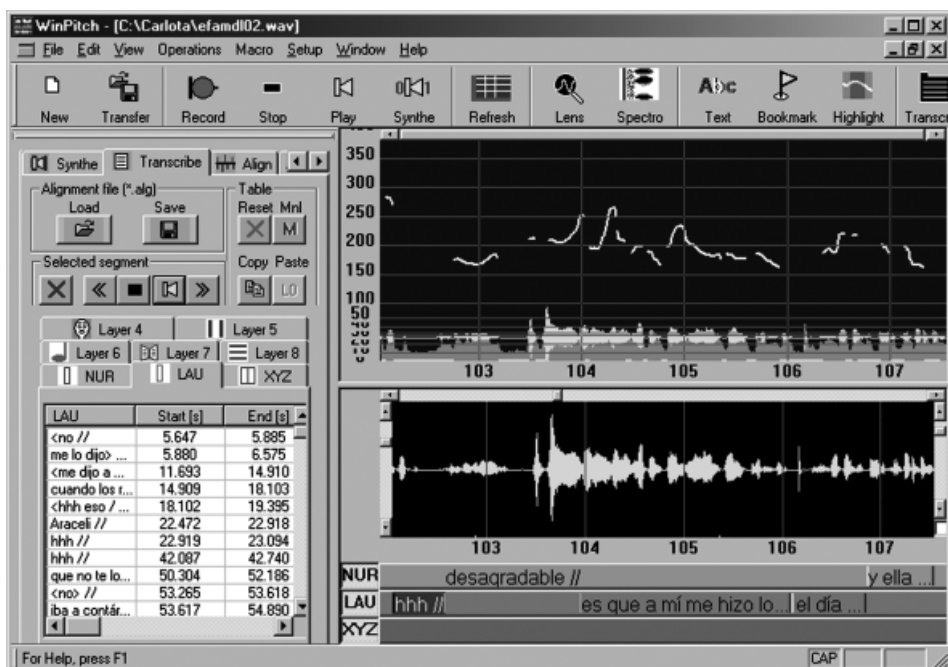 WinPitch - [C:\Carlota\efamdl02.wav]
File Edit View Operations Macro Setup Window Help
New Transfer Record Stop Play Synthe Refresh Lens Spectro Text Bookmark Highlight Transc
Abc
Synthe Transcribe Align
Alignment file (*.alg)
Load Save
Table
Reset Mnl
M
Selected segment
Copy Paste
LO
Layer 4 Layer 5
Layer 6 Layer 7 Layer 8
NUR LAU XYZ
LAU Start [s] End [s]
<no // 5.647 5.885
me lo dijo> ... 5.880 6.575
<me dijo a ... 11.693 14.910
cuando los r... 14.909 18.103
<hhh eso / ... 18.102 19.395
Araceli // 22.472 22.918
hhh // 22.919 23.094
hhh // 42.087 42.740
que no te lo... 50.304 52.186
<no> // 53.265 53.618
iba a contár... 53.617 54.890
350
300
250
200
150
100
50
103 104 105 106 107
103 104 105 106 107
NUR desagradable // y ella ...
LAU hhh // es que a mí me hizo lo... el día ...
XYZ
For Help, press F1 CAP